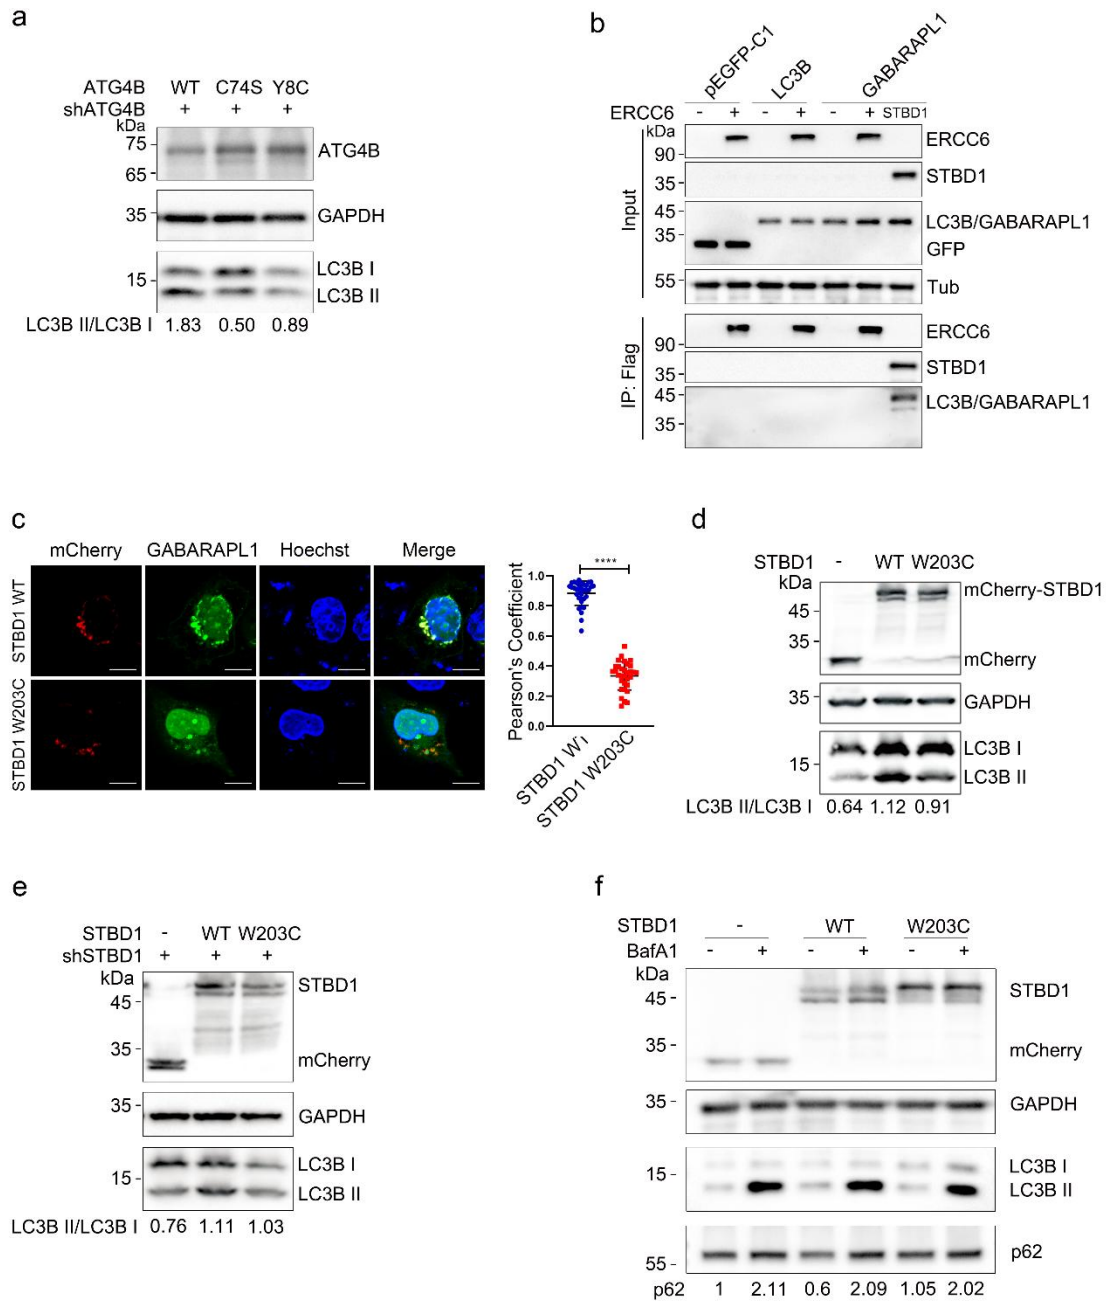 a
ATG4B WT C74S Y8C
shATG4B + + +
kDa
75
65
ATG4B
35
GAPDH
15
LC3B I
LC3B II
LC3B II/LC3B I 1.83 0.50 0.89
b
pEGFP-C1 LC3B GABARAPL1
ERCC6 - + - + - + STBD1
kDa
90
ERCC6
35
STBD1
45
35
LC3B/GABARAPL1
GFP
55
Tub
Input
90
ERCC6
35
STBD1
45
35
LC3B/GABARAPL1
IP: Flag
c
mCherry GABARAPL1 Hoechst Merge
STBD1 WT
STBD1 W203C
****
1.0
0.8
0.6
0.4
0.2
0.0
Pearson's Coefficient
STBD1 W203C
d
STBD1 - WT W203C
kDa
45
35
mCherry-STBD1
mCherry
35
GAPDH
15
LC3B I
LC3B II
LC3B II/LC3B I 0.64 1.12 0.91
e
STBD1 - WT W203C
shSTBD1 + + +
kDa
45
35
STBD1
mCherry
35
GAPDH
15
LC3B I
LC3B II
LC3B II/LC3B I 0.76 1.11 1.03
f
STBD1 - WT W203C
BafA1 - + - + - +
kDa
45
35
STBD1
mCherry
35
GAPDH
15
LC3B I
LC3B II
55
p62
p62 1 2.11 0.6 2.09 1.05 2.02